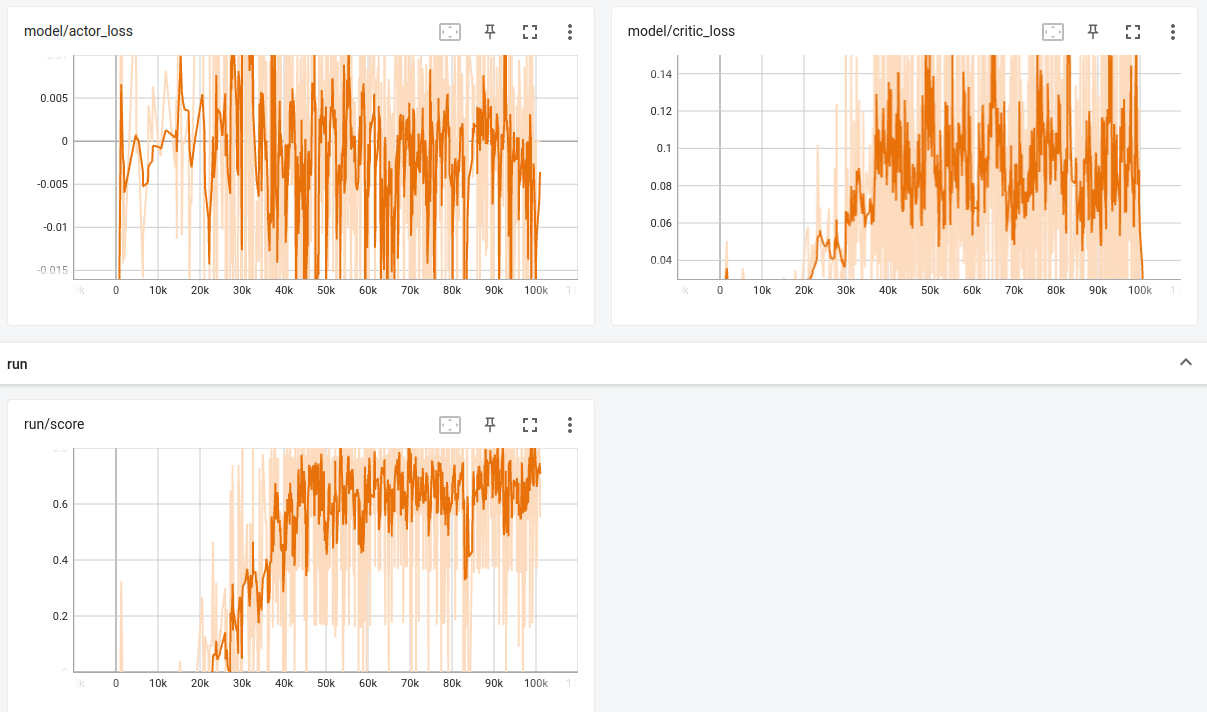 model/actor_loss
0.005
0
-0.005
-0.01
-0.015
0 10k 20k 30k 40k 50k 60k 70k 80k 90k 100k
model/critic_loss
0.14
0.12
0.1
0.08
0.06
0.04
0 10k 20k 30k 40k 50k 60k 70k 80k 90k 100k
run
run/score
0.6
0.4
0.2
0 10k 20k 30k 40k 50k 60k 70k 80k 90k 100k